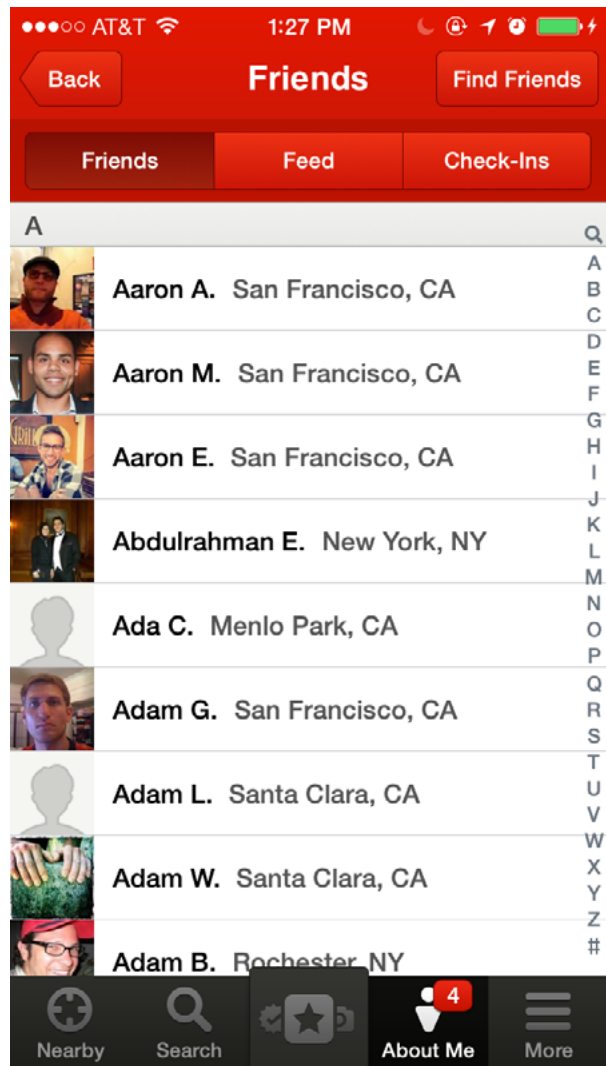 AT&T 1:27 PM
Back Friends Find Friends
Friends Feed Check-Ins
A
Aaron A. San Francisco, CA
Aaron M. San Francisco, CA
GRILL
Aaron E. San Francisco, CA
Abdulrahman E. New York, NY
Ada C. Menlo Park, CA
Adam G. San Francisco, CA
Adam L. Santa Clara, CA
Adam W. Santa Clara, CA
Adam B. Rochester, NY
A
B
C
D
E
F
G
H
I
J
K
L
M
N
O
P
Q
R
S
T
U
V
W
X
Y
Z
#
4
Nearby Search About Me More